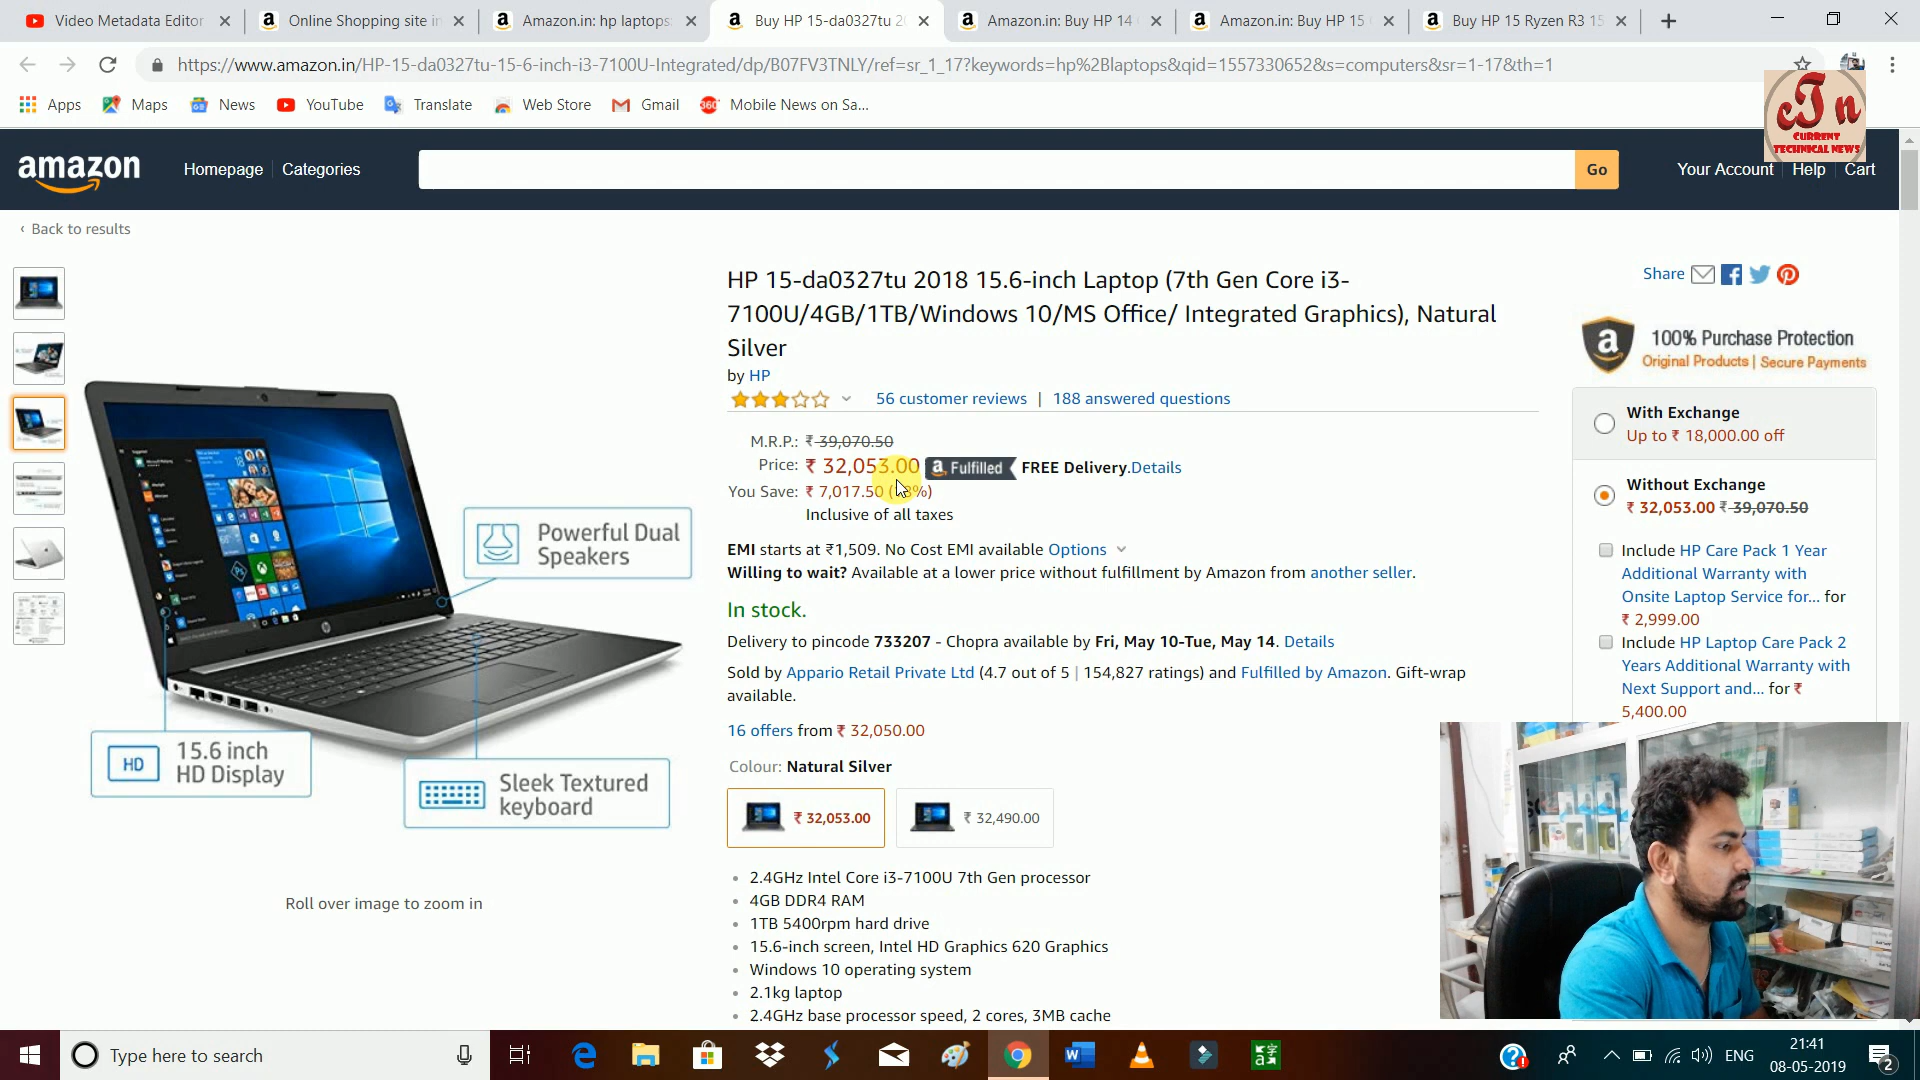 Video Metadata Editor
Online Shopping site in
Amazon.in: hp laptops:
Buy HP 15-da0327tu 20
Amazon.in: Buy HP 14
Amazon.in: Buy HP 15
Buy HP 15 Ryzen R3 15
https://www.amazon.in/HP-15-da0327tu-15-6-inch-i3-7100U-Integrated/dp/B07FV3TNLY/ref=sr_1_17?keywords=hp%2Blaptops&qid=1557330652&s=computers&sr=1-17&th=1
Apps
Maps
News
YouTube
Translate
Web Store
Gmail
360
Mobile News on Sa...
cTn
CURRENT
TECHNICAL NEWS
amazon
Homepage
Categories
Go
Your Account
Help
Cart
‹ Back to results
HP 15-da0327tu 2018 15.6-inch Laptop (7th Gen Core i3-
7100U/4GB/1TB/Windows 10/MS Office/ Integrated Graphics), Natural
Silver
by HP
56 customer reviews | 188 answered questions
M.R.P.: ₹ 39,070.50
Price: ₹ 32,053.00 a Fulfilled FREE Delivery.Details
You Save: ₹ 7,017.50
Inclusive of all taxes
EMI starts at ₹1,509. No Cost EMI available Options
Willing to wait? Available at a lower price without fulfillment by Amazon from another seller.
In stock.
Delivery to pincode 733207 - Chopra available by Fri, May 10-Tue, May 14. Details
Sold by Appario Retail Private Ltd (4.7 out of 5 | 154,827 ratings) and Fulfilled by Amazon. Gift-wrap
available.
16 offers from ₹ 32,050.00
Colour: Natural Silver
₹ 32,053.00
₹ 32,490.00
• 2.4GHz Intel Core i3-7100U 7th Gen processor
• 4GB DDR4 RAM
• 1TB 5400rpm hard drive
• 15.6-inch screen, Intel HD Graphics 620 Graphics
• Windows 10 operating system
• 2.1kg laptop
• 2.4GHz base processor speed, 2 cores, 3MB cache
Powerful Dual
Speakers
HD
15.6 inch
HD Display
Sleek Textured
keyboard
Roll over image to zoom in
Share
a
100% Purchase Protection
Original Products | Secure Payments
With Exchange
Up to ₹ 18,000.00 off
Without Exchange
₹ 32,053.00 ₹ 39,070.50
Include HP Care Pack 1 Year
Additional Warranty with
Onsite Laptop Service for... for
₹ 2,999.00
Include HP Laptop Care Pack 2
Years Additional Warranty with
Next Support and... for ₹
5,400.00
Type here to search
ENG
21:41
08-05-2019
2